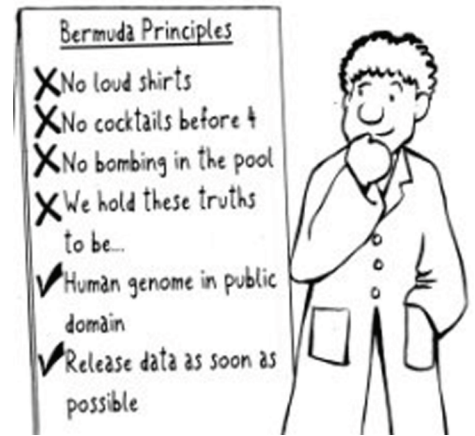 Bermuda Principles
No loud shirts
No cocktails before 4
No bombing in the pool
We hold these truths
to be...
Human genome in public
domain
Release data as soon as
possible